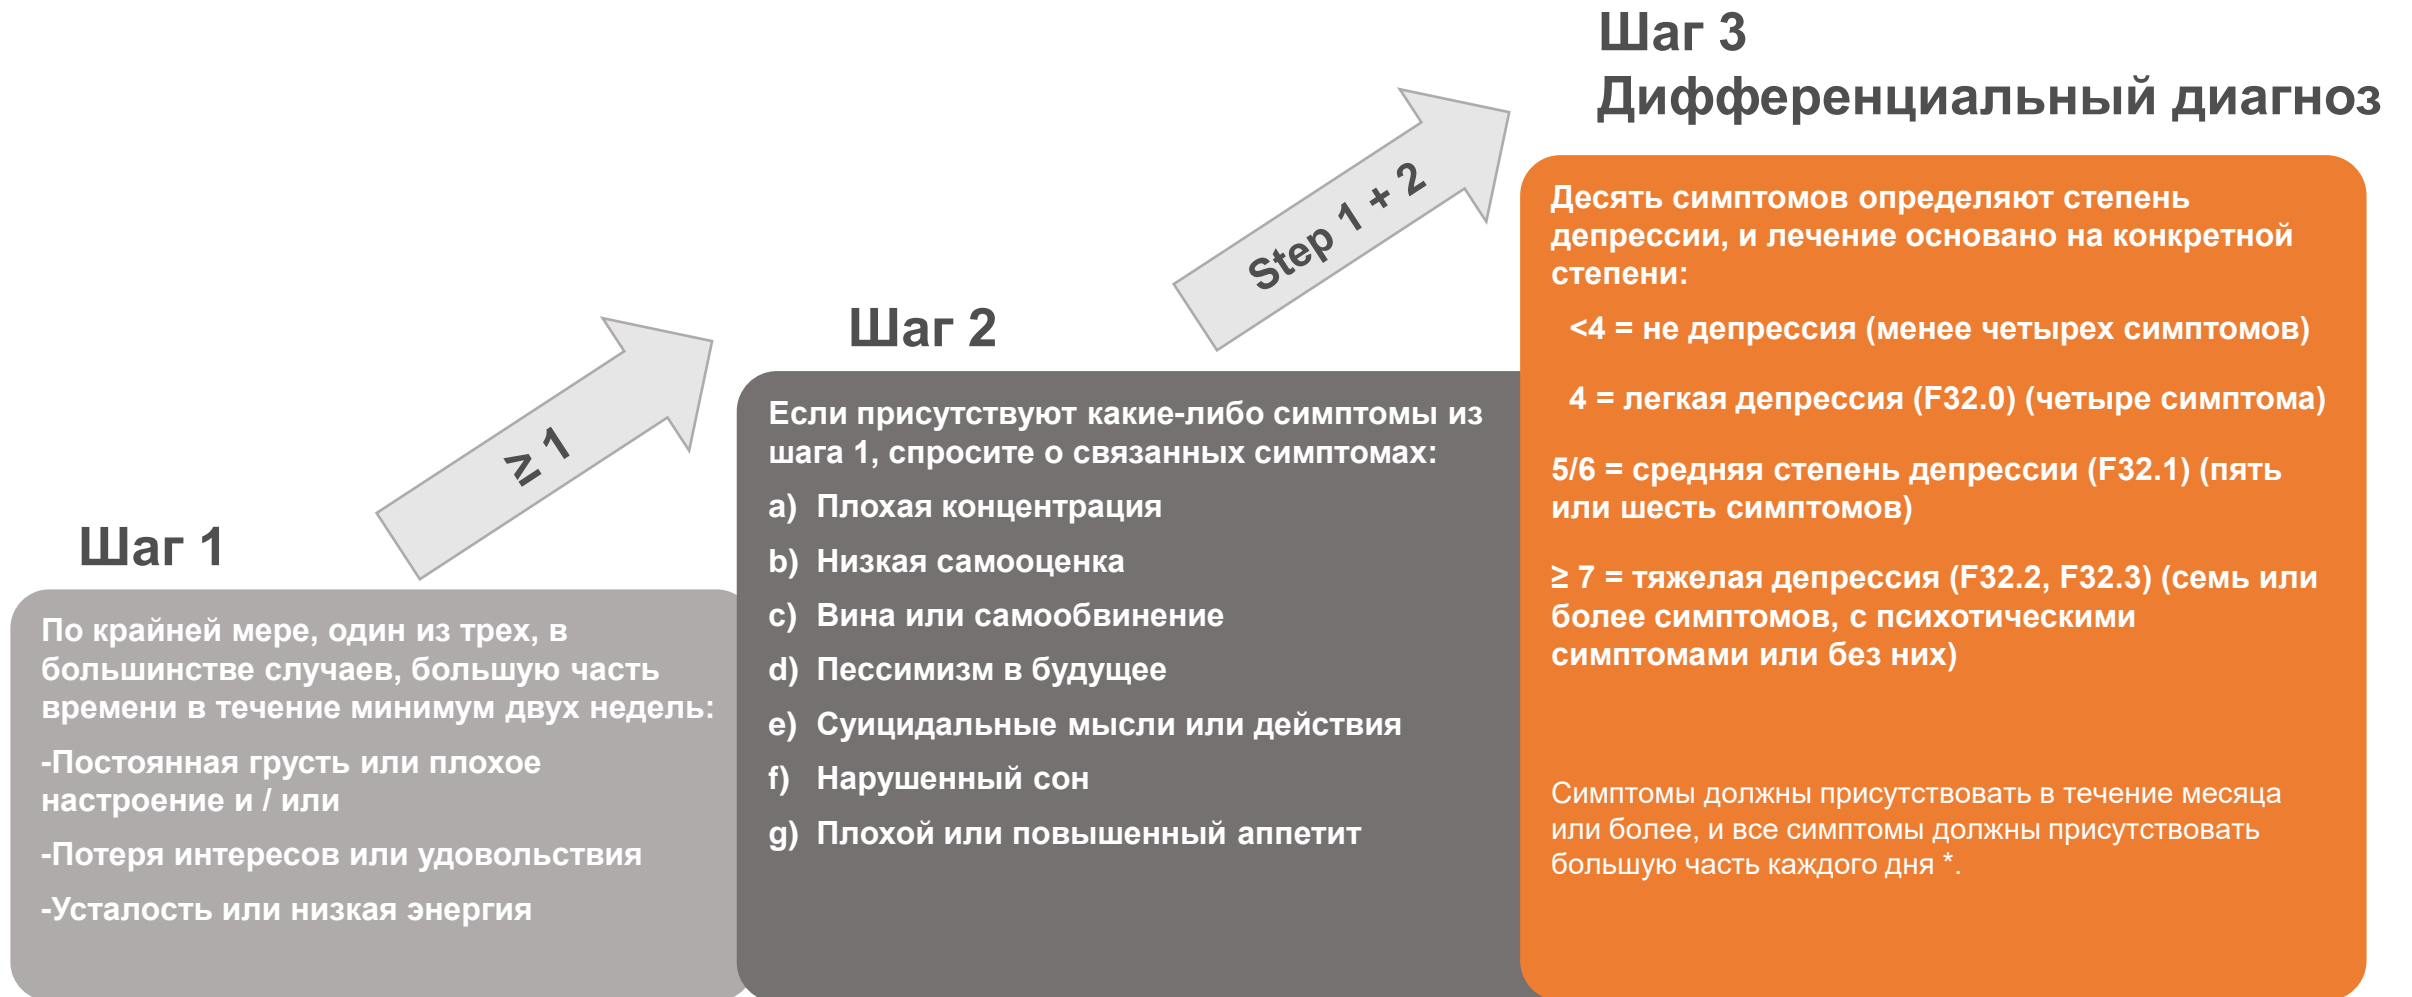 Шаг 1
По крайней мере, один из трех, в
большинстве случаев, большую часть
времени в течение минимум двух недель:
-Постоянная грусть или плохое
настроение и / или
-Потеря интересов или удовольствия
-Усталость или низкая энергия
≥ 1
Шаг 2
Если присутствуют какие-либо симптомы из
шага 1, спросите о связанных симптомах:
a) Плохая концентрация
b) Низкая самооценка
c) Вина или самообвинение
d) Пессимизм в будущее
e) Суицидальные мысли или действия
f) Нарушенный сон
g) Плохой или повышенный аппетит
Step 1 + 2
Шаг 3
Дифференциальный диагноз
Десять симптомов определяют степень
депрессии, и лечение основано на конкретной
степени:
<4 = не депрессия (менее четырех симптомов)
4 = легкая депрессия (F32.0) (четыре симптома)
5/6 = средняя степень депрессии (F32.1) (пять
или шесть симптомов)
≥ 7 = тяжелая депрессия (F32.2, F32.3) (семь или
более симптомов, с психотическими
симптомами или без них)
Симптомы должны присутствовать в течение месяца
или более, и все симптомы должны присутствовать
большую часть каждого дня *.